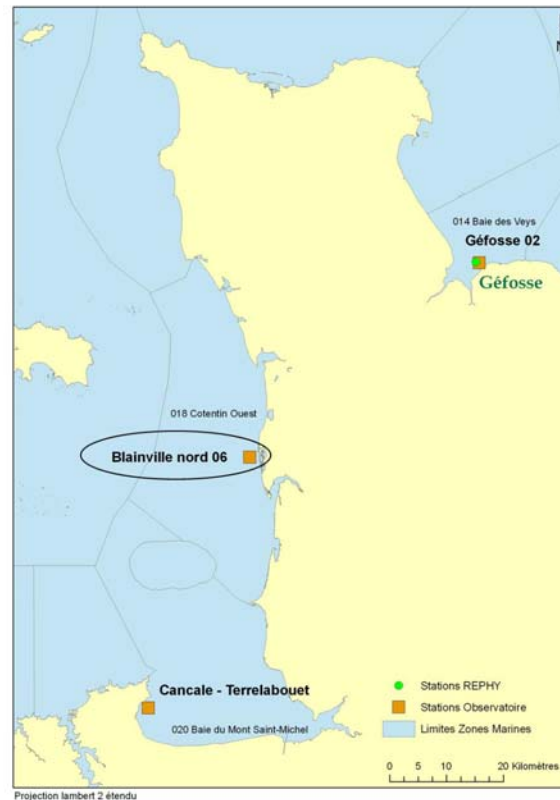 N
014 Baie des Veys
Géfosse 02
Géfosse
018 Cotentin Ouest
Blainville nord 06
Cancale - Terrelabouet
020 Baie du Mont Saint-Michel
Stations REPHY
Stations Observatoire
Limites Zones Marines
0 5 10 20 Kilomètres
Projection lambert 2 étendu